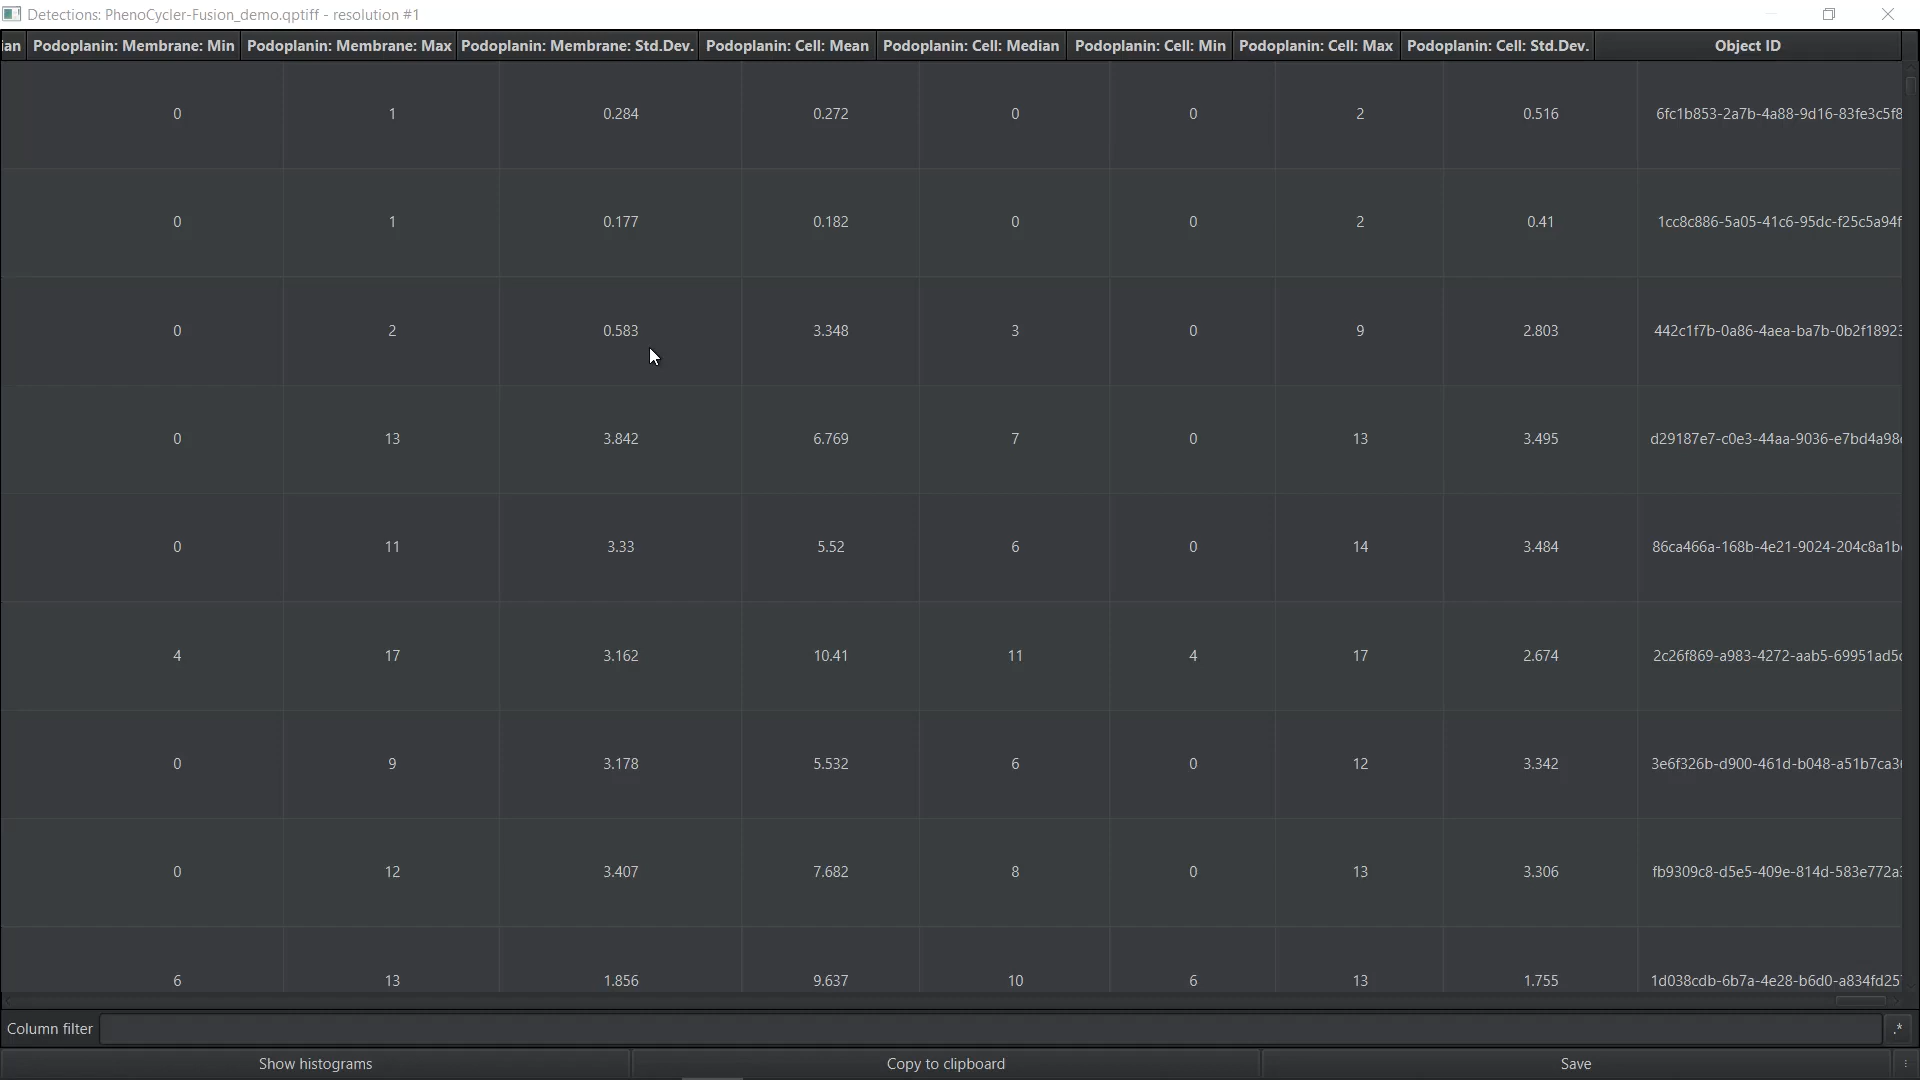 Detections: PhenoCycler-Fusion_demo.qptiff - resolution #1
ian Podoplanin: Membrane: Min Podoplanin: Membrane: Max Podoplanin: Membrane: Std.Dev. Podoplanin: Cell: Mean Podoplanin: Cell: Median Podoplanin: Cell: Min Podoplanin: Cell: Max Podoplanin: Cell: Std.Dev. Object ID
0 1 0.284 0.272 0 0 2 0.516 6fc1b853-2a7b-4a88-9d16-83fe3c5f8
0 1 0.177 0.182 0 0 2 0.41 1cc8c886-5a05-41c6-95dc-f25c5a94f
0 2 0.583 3.348 3 0 9 2.803 442c1f7b-0a86-4aea-ba7b-0b2f18923
0 13 3.842 6.769 7 0 13 3.495 d29187e7-c0e3-44aa-9036-e7bd4a98
0 11 3.33 5.52 6 0 14 3.484 86ca466a-168b-4e21-9024-204c8a1b
4 17 3.162 10.41 11 4 17 2.674 2c26f869-a983-4272-aab5-69951ad5
0 9 3.178 5.532 6 0 12 3.342 3e6f326b-d900-461d-b048-a51b7ca3
0 12 3.407 7.682 8 0 13 3.306 fb9309c8-d5e5-409e-814d-583e772a
6 13 1.856 9.637 10 6 13 1.755 1d038cdb-6b7a-4e28-b6d0-a834fd25
Column filter .*
Show histograms Copy to clipboard Save